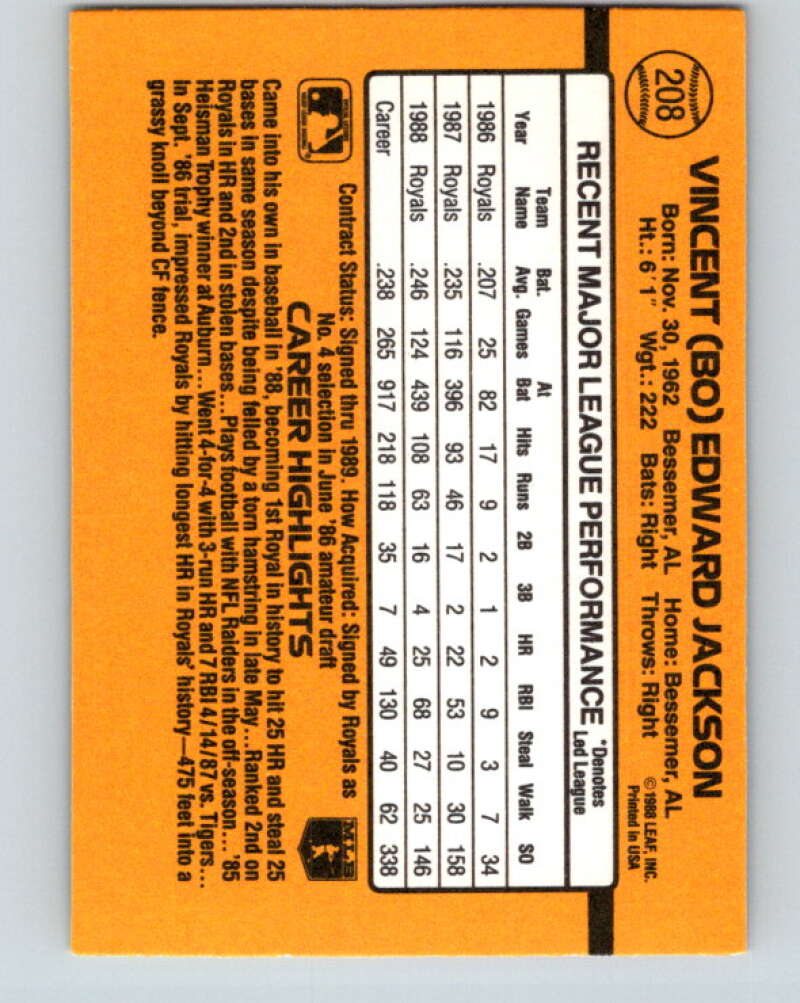 208
VINCENT (BO) EDWARD JACKSON
Born: Nov. 30, 1962 Bessemer, AL Home: Bessemer, AL
Ht.: 6'1" Wgt.: 222 Bats: Right Throws: Right
©1988 LEAF, INC.
Printed in USA
RECENT MAJOR LEAGUE PERFORMANCE *Denotes Led League
Year Team Name Bat. Avg. Games At Bat Hits Runs 2B 3B HR RBI Steal Walk SO
1986 Royals .207 25 82 17 9 2 1 2 9 3 7 34
1987 Royals .235 116 396 93 46 17 2 22 53 10 30 158
1988 Royals .246 124 439 108 63 16 4 25 68 27 25 146
Career .238 265 917 218 118 35 7 49 130 40 62 338
Contract Status: Signed thru 1989. How Acquired: Signed by Royals as
No. 4 selection in June '86 amateur draft
MLB
CAREER HIGHLIGHTS
Came into his own in baseball in '88, becoming 1st Royal in history to hit 25 HR and steal 25
bases in same season despite being felled by a torn hamstring in late May...Ranked 2nd on
Royals in HR and 2nd in stolen bases...Plays football with NFL Raiders in the off-season... '85
Heisman Trophy winner at Auburn...Went 4-for-4 with 3-run HR and 7 RBI 4/14/87 vs. Tigers...
In Sept. '86 trial, impressed Royals by hitting longest HR in Royals' history—475 feet into a
grassy knoll beyond CF fence.